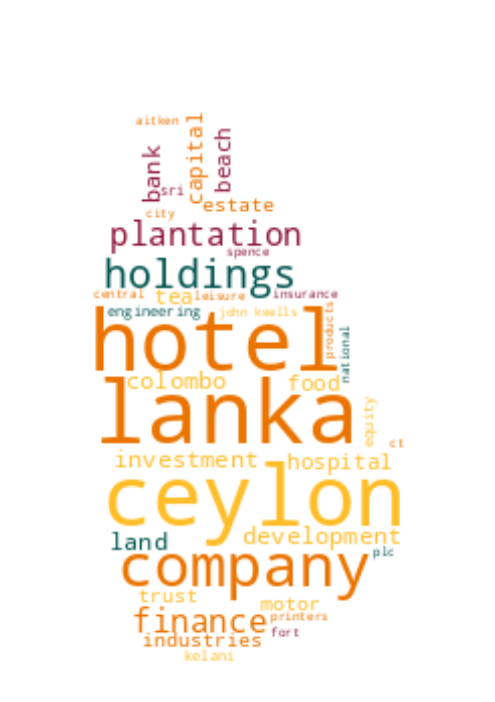 aitken
bank
capital
beach
sri
estate
city
plantation
spence
holdings
central
tea
leisure
insurance
engineering
john keells
products
hotel
national
colombo
food
lanka
equity
ct
investment
hospital
ceylon
development
land
plc
company
trust
motor
finance
printers
fort
industries
kelani